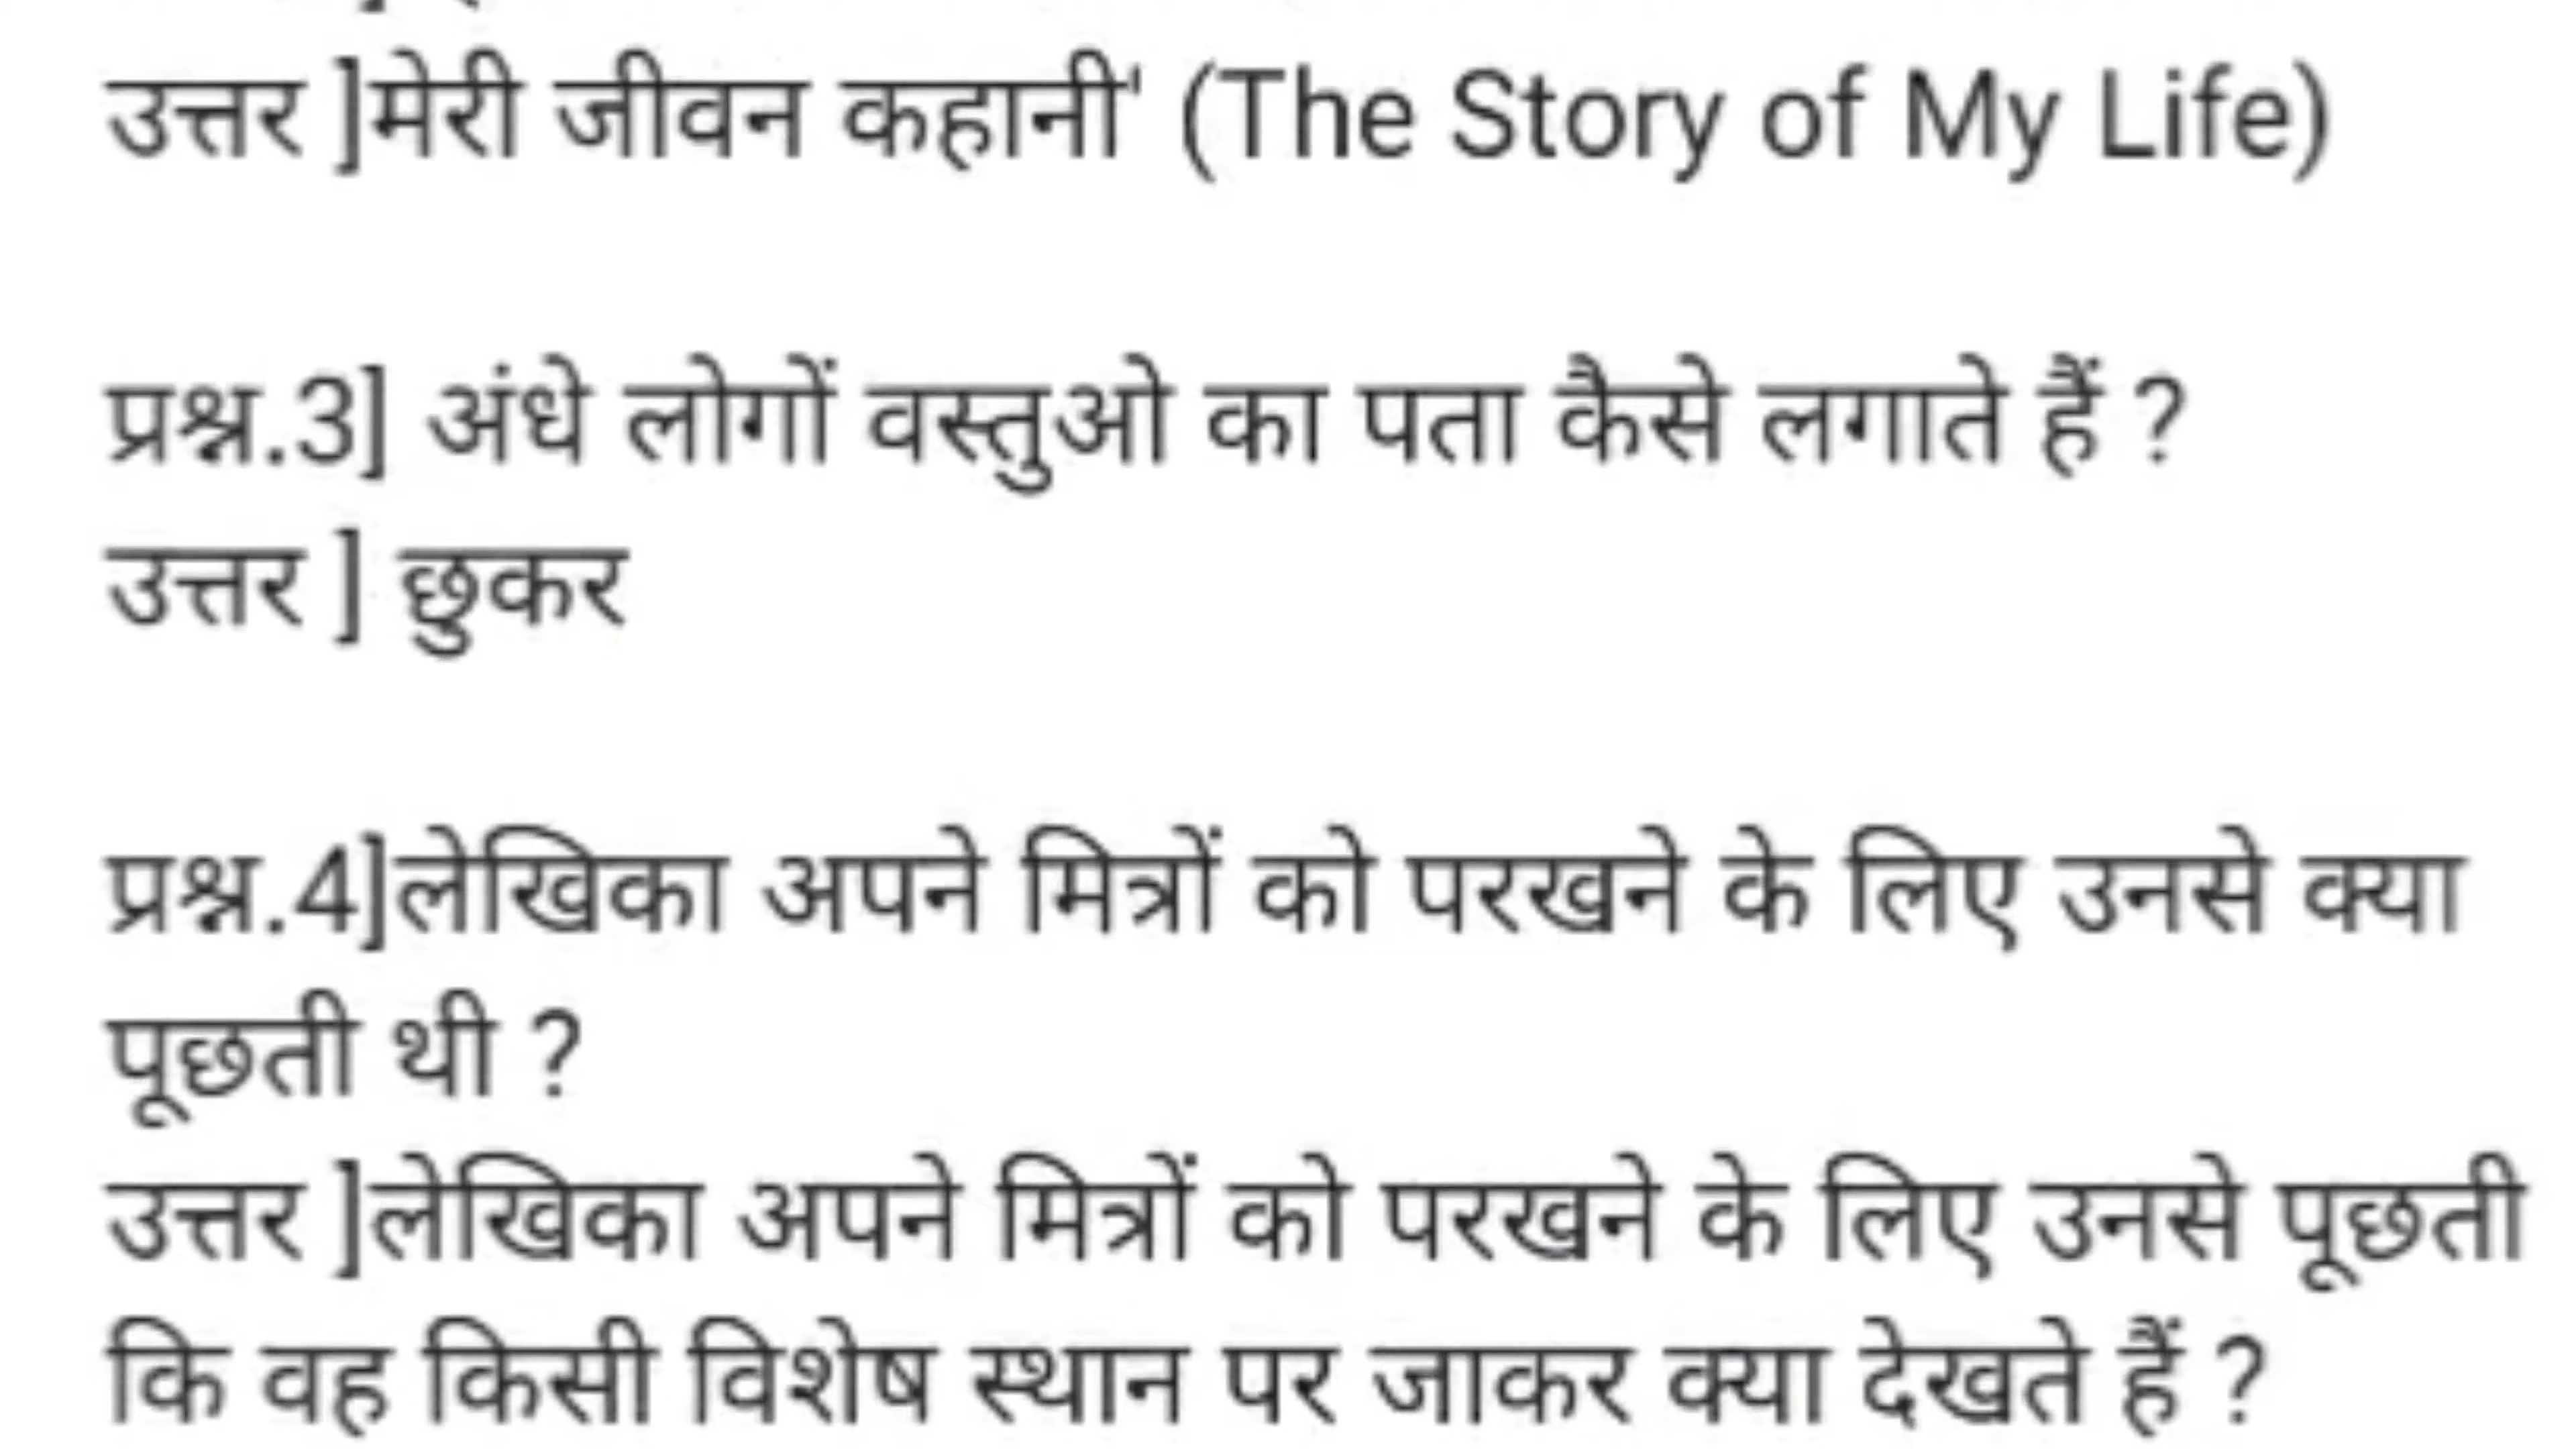 उत्तर ]मेरी जीवन कहानी' (The Story of My Life)
प्रश्न.3] अंधे लोगों वस्तुओ का पता कैसे लगाते हैं ?
उत्तर ] छुकर
प्रश्न.4]लेखिका अपने मित्रों को परखने के लिए उनसे क्या
पूछती थी ?
उत्तर ]लेखिका अपने मित्रों को परखने के लिए उनसे पूछती
कि वह किसी विशेष स्थान पर जाकर क्या देखते हैं ?